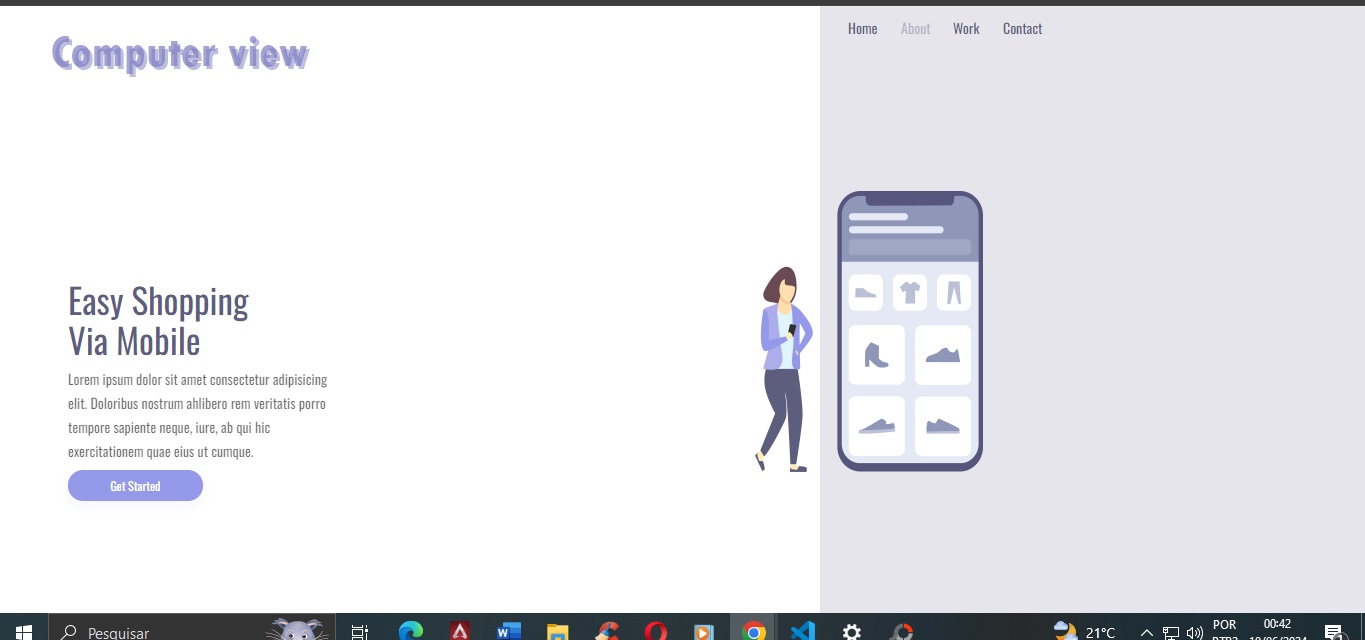 Computer view
Home About Work Contact
Easy Shopping
Via Mobile
Lorem ipsum dolor sit amet consectetur adipisicing
elit. Doloribus nostrum ahlibero rem veritatis porro
tempore sapiente neque, iure, ab qui hic
exercitationem quae eius ut cumque.
Get Started
Pesquisar
21°C
POR
00:42
PTB2
10/06/2024